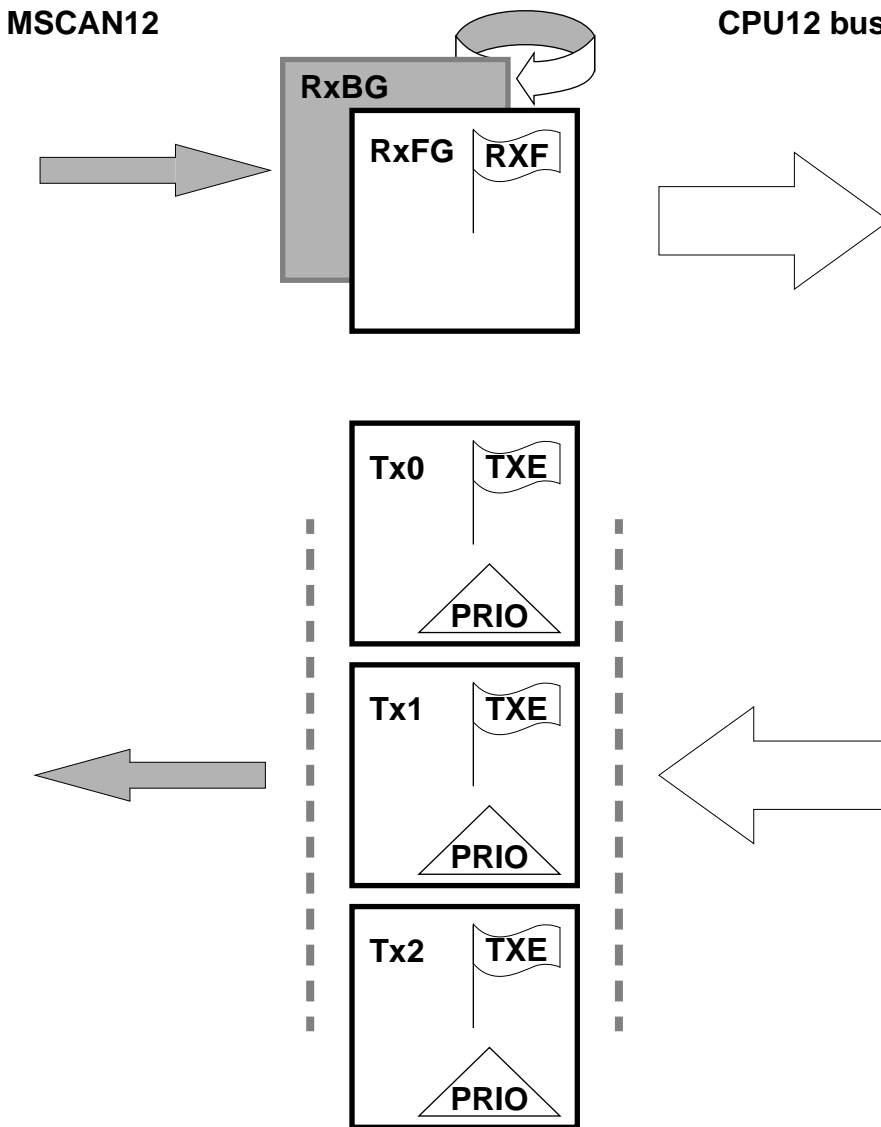 MSCAN12
CPU12 bus
RxBG
RxFG
RXF
Tx0
TXE
PRIO
Tx1
TXE
PRIO
Tx2
TXE
PRIO